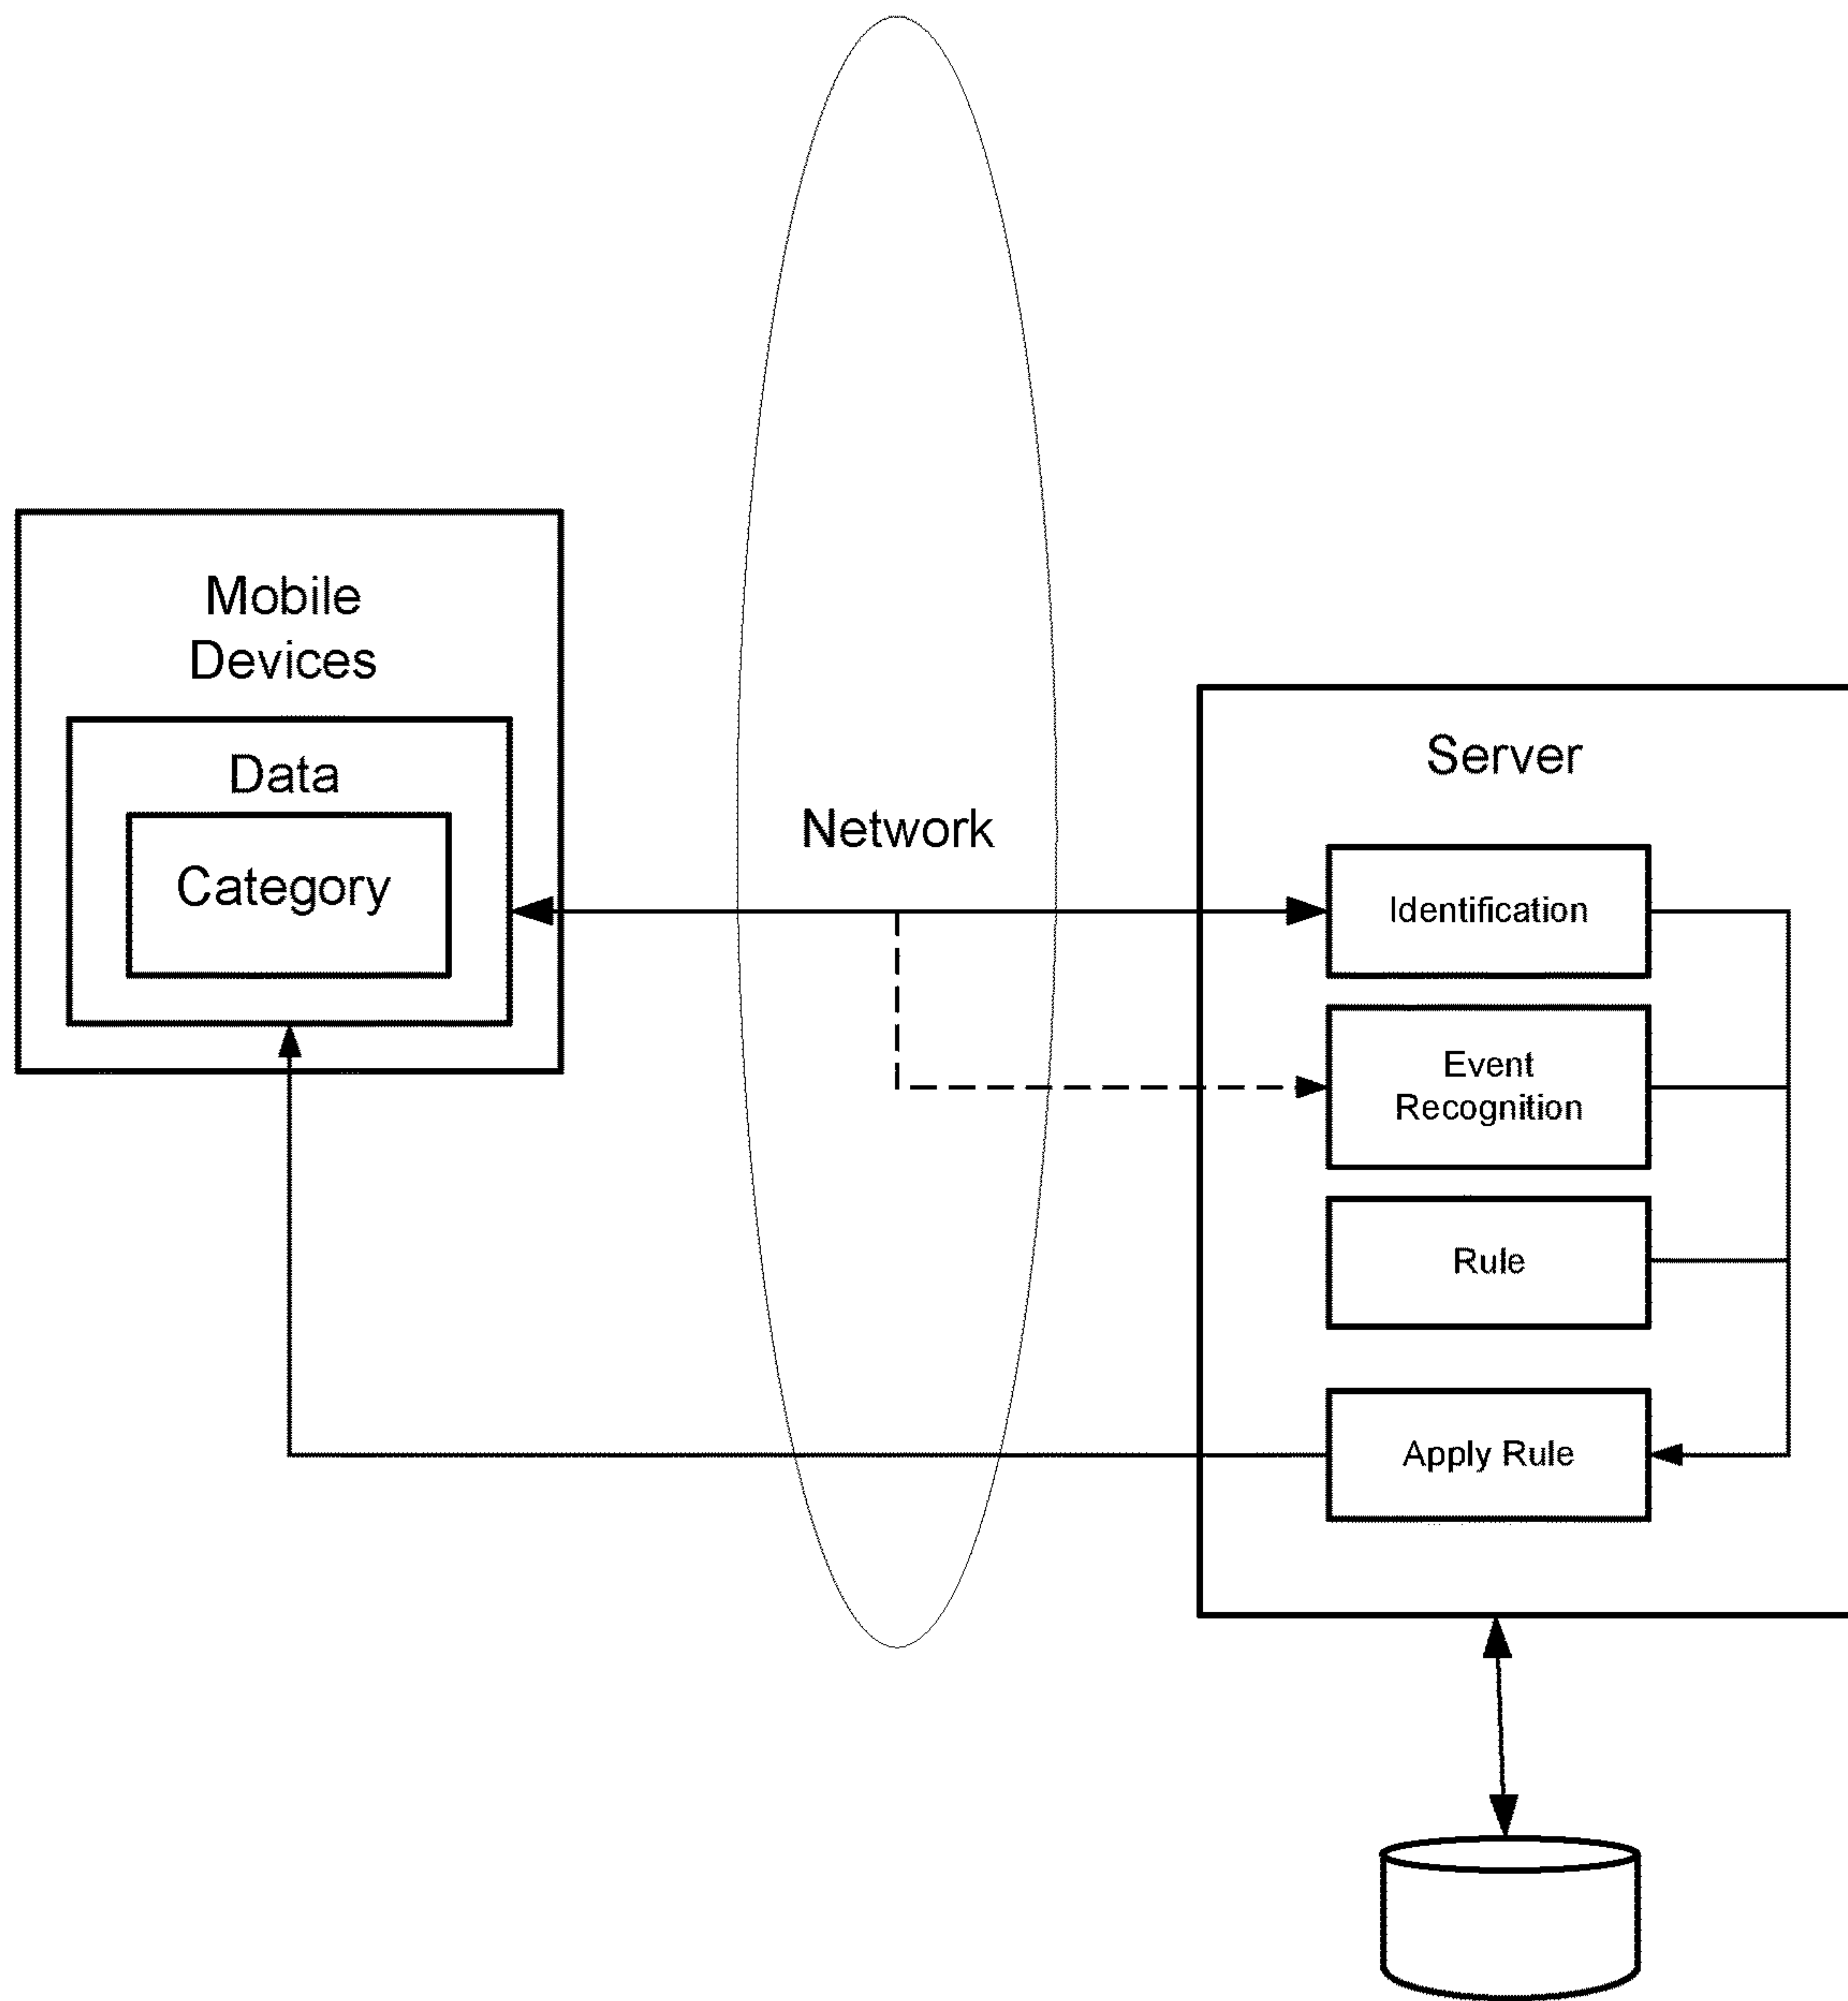 Mobile
Devices
Data
Category
Network
Server
Identification
Event
Recognition
Rule
Apply Rule